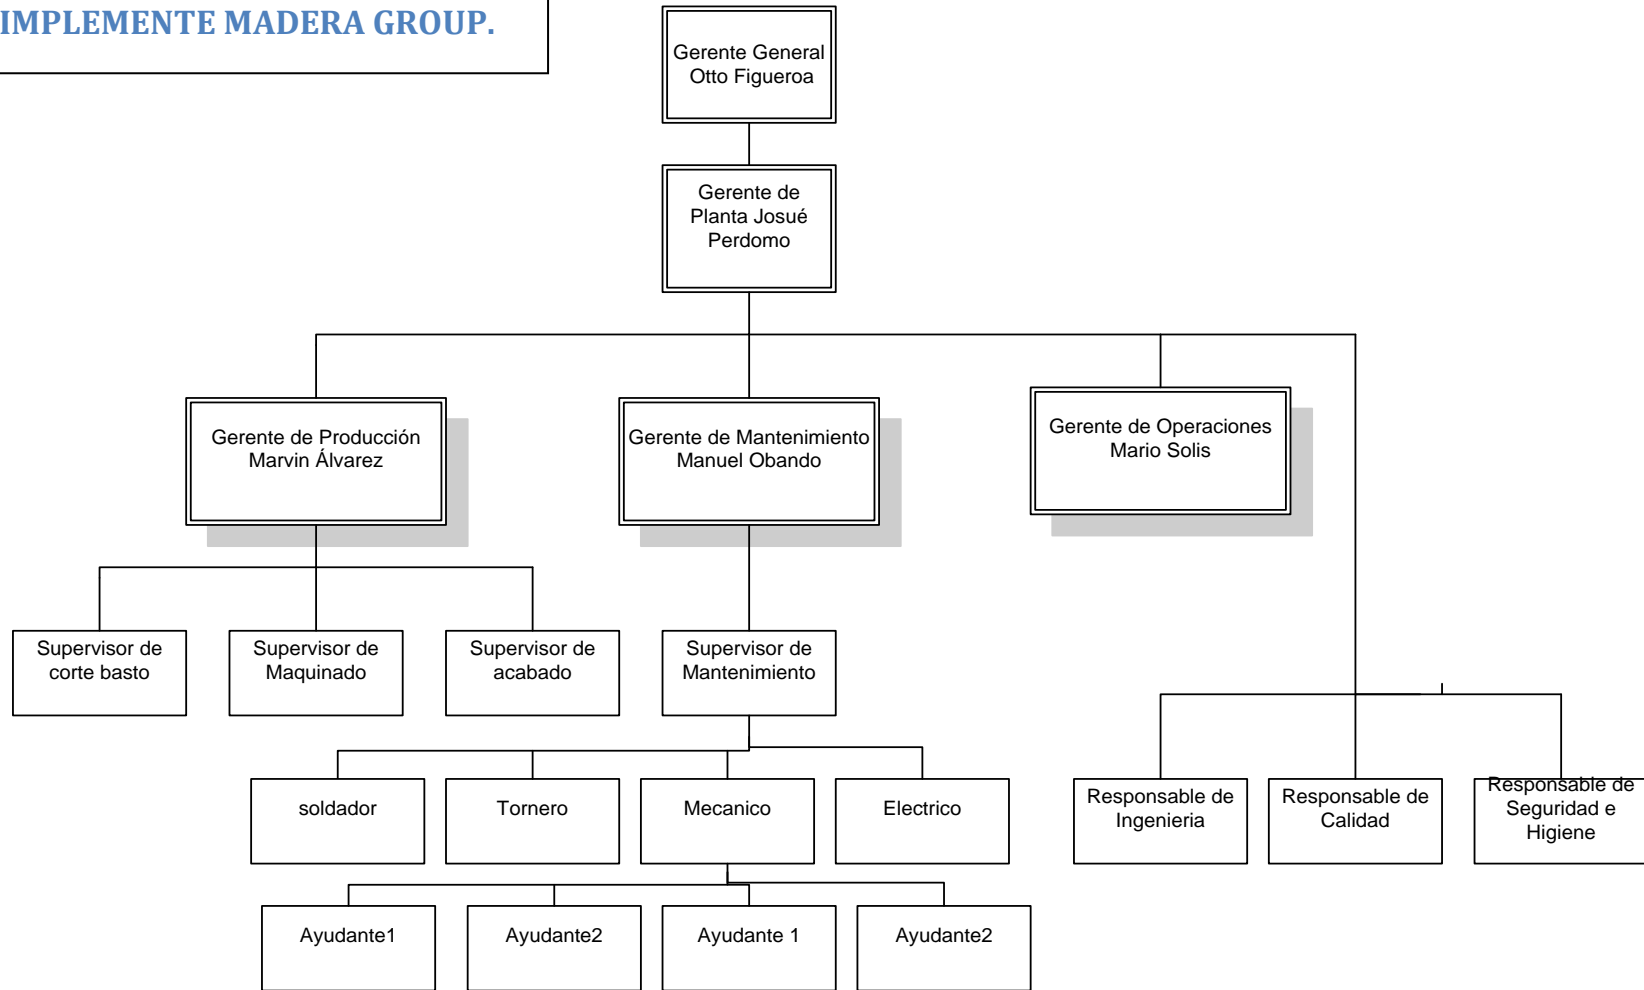 IMPLEMENTE MADERA GROUP.
Gerente General
Otto Figueroa
Gerente de
Planta Josué
Perdomo
Gerente de Producción
Marvin Álvarez
Gerente de Mantenimiento
Manuel Obando
Gerente de Operaciones
Mario Solis
Supervisor de
corte basto
Supervisor de
Maquinado
Supervisor de
acabado
Supervisor de
Mantenimiento
soldador
Tornero
Mecanico
Electrico
Responsable de
Ingenieria
Responsable de
Calidad
Responsable de
Seguridad e
Higiene
Ayudante1
Ayudante2
Ayudante 1
Ayudante2